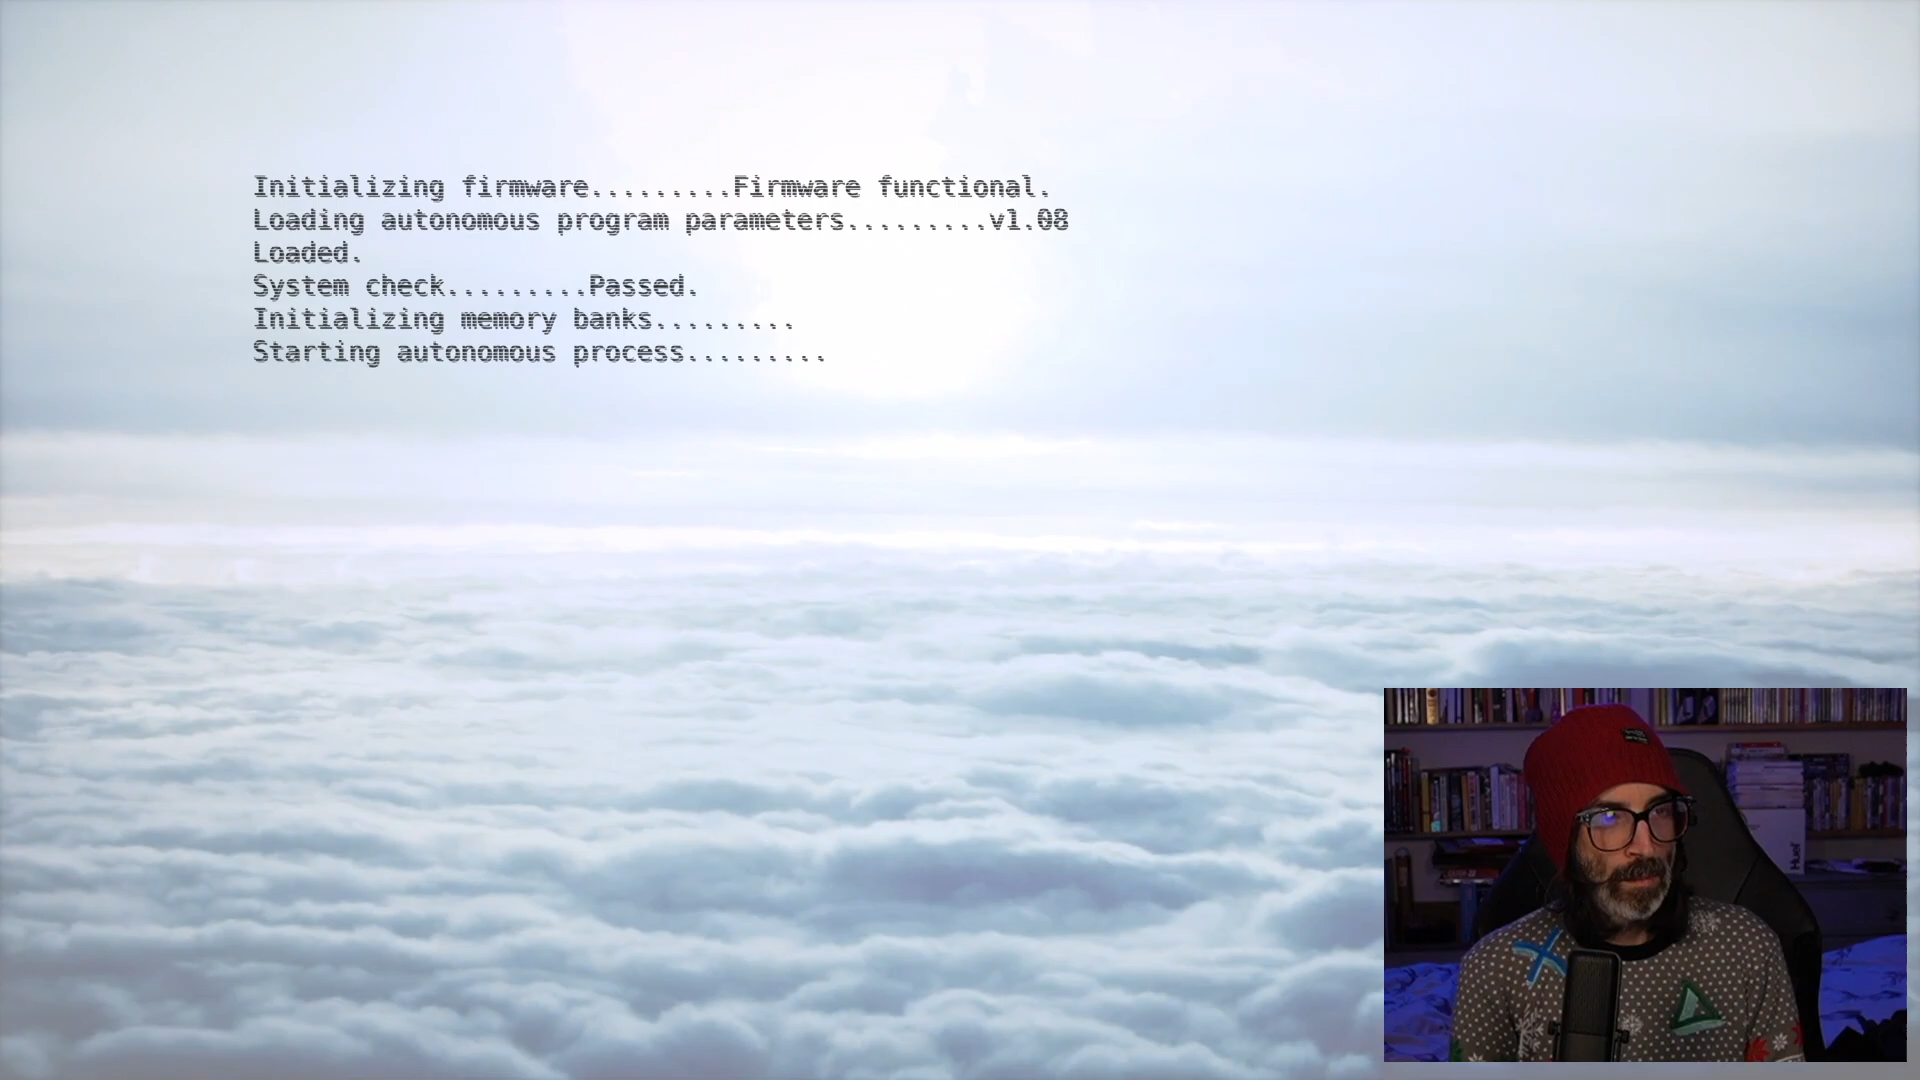 Initializing firmware.........Firmware functional.
Loading autonomous program parameters.........v1.08
Loaded.
System check.........Passed.
Initializing memory banks.........
Starting autonomous process.........
Huel